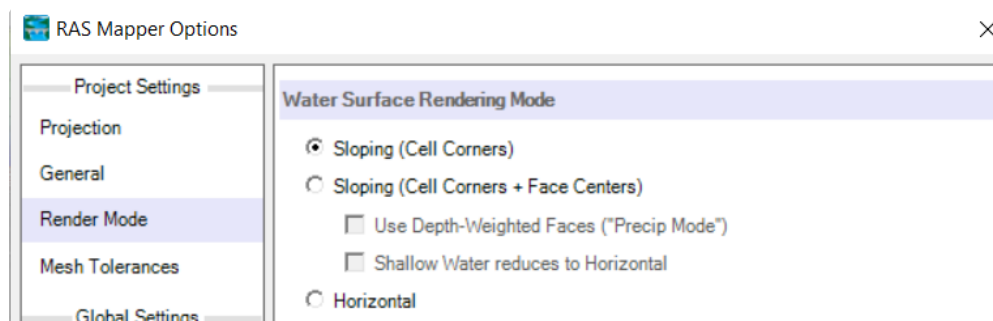 RAS Mapper Options
Project Settings
Projection
General
Render Mode
Mesh Tolerances
Global Settings
Water Surface Rendering Mode
Sloping (Cell Corners)
Sloping (Cell Corners + Face Centers)
Use Depth-Weighted Faces ("Precip Mode")
Shallow Water reduces to Horizontal
Horizontal